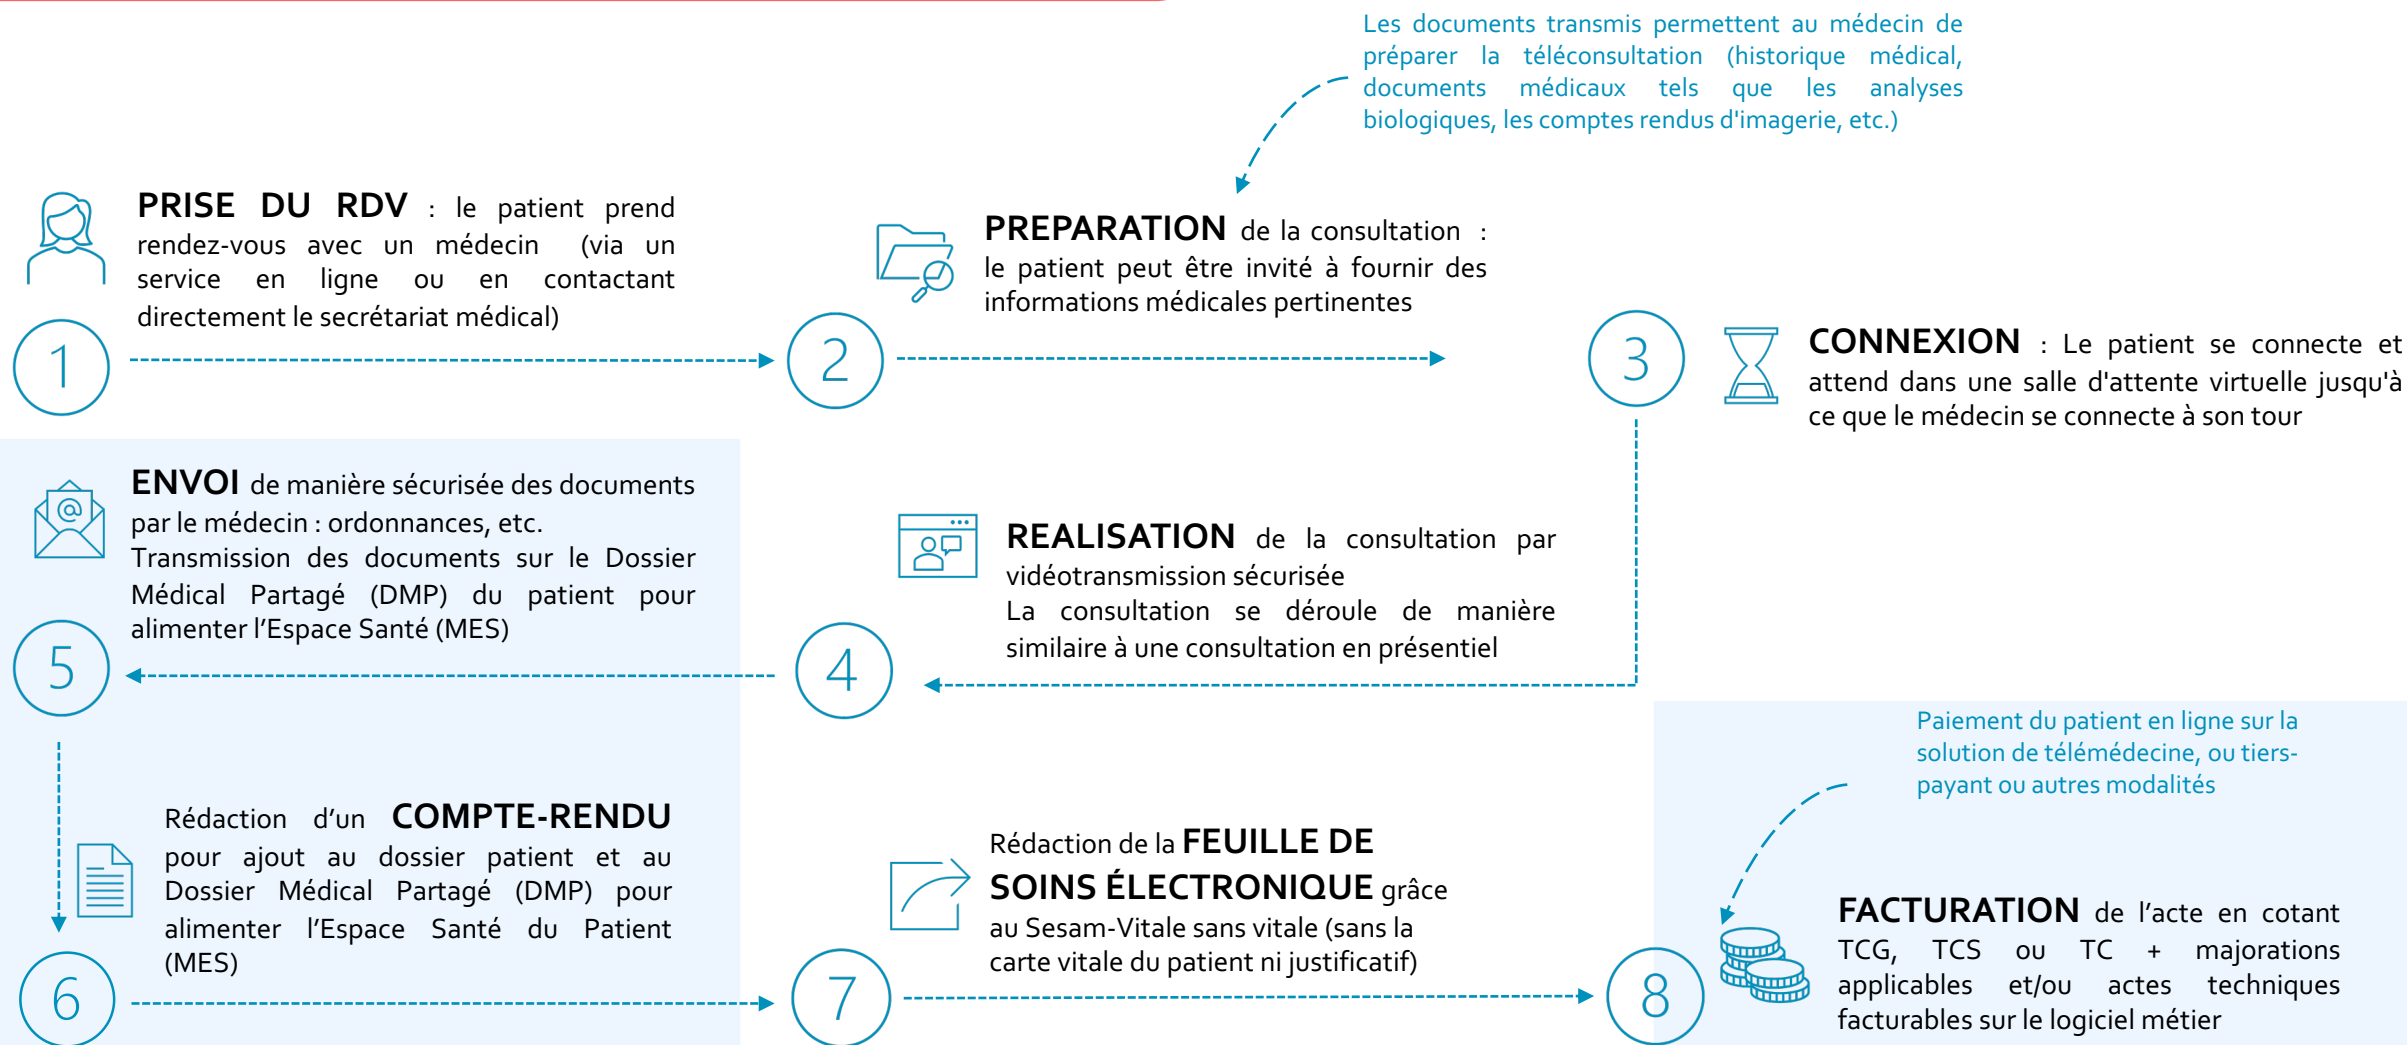 Les documents transmis permettent au médecin de
préparer la téléconsultation (historique médical,
documents médicaux tels que les analyses
biologiques, les comptes rendus d'imagerie, etc.)
PRISE DU RDV : le patient prend
rendez-vous avec un médecin (via un
service en ligne ou en contactant
directement le secrétariat médical)
1
PREPARATION de la consultation :
le patient peut être invité à fournir des
informations médicales pertinentes
2
3
CONNEXION : Le patient se connecte et
attend dans une salle d'attente virtuelle jusqu'à
ce que le médecin se connecte à son tour
REALISATION de la consultation par
vidéotransmission sécurisée
La consultation se déroule de manière
similaire à une consultation en présentiel
4
ENVOI de manière sécurisée des documents
par le médecin : ordonnances, etc.
Transmission des documents sur le Dossier
Médical Partagé (DMP) du patient pour
alimenter l’Espace Santé (MES)
5
Rédaction d’un COMPTE-RENDU
pour ajout au dossier patient et au
Dossier Médical Partagé (DMP) pour
alimenter l’Espace Santé du Patient
(MES)
6
Rédaction de la FEUILLE DE
SOINS ÉLECTRONIQUE grâce
au Sesam-Vitale sans vitale (sans la
carte vitale du patient ni justificatif)
7
Paiement du patient en ligne sur la
solution de télémédecine, ou tiers-
payant ou autres modalités
8
FACTURATION de l’acte en cotant
TCG, TCS ou TC + majorations
applicables et/ou actes techniques
facturables sur le logiciel métier
@